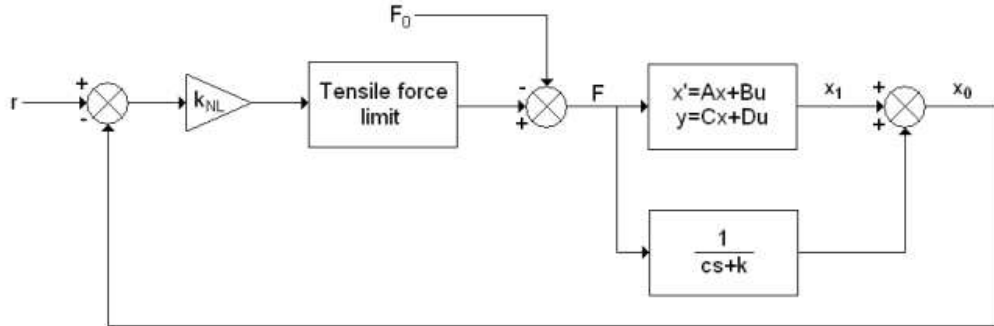 F0
+
r
-
kNL
Tensile force
limit
-
+
F
x'=Ax+Bu
y=Cx+Du
x1
+
+
x0
1
cs+k